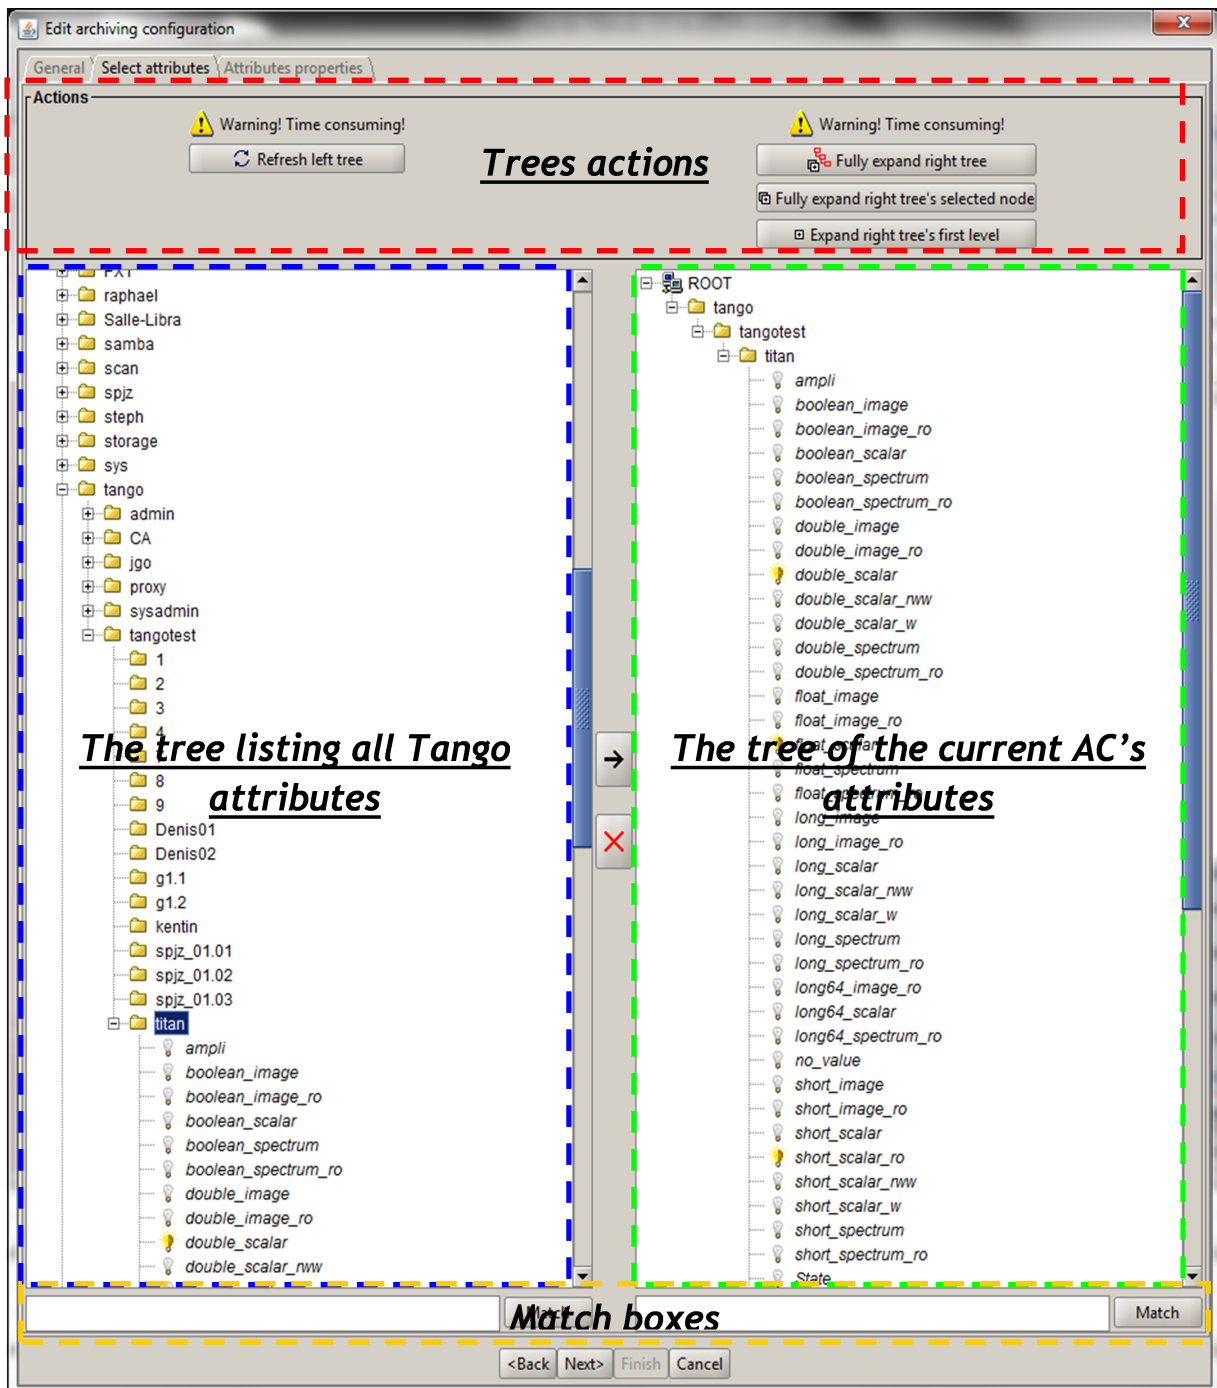 Edit archiving configuration
General
Select attributes
Attributes properties
Actions
Warning! Time consuming!
Warning! Time consuming!
Refresh left tree
Trees actions
Fully expand right tree
Fully expand right tree's selected node
Expand right tree's first level
raphael
Salle-Libra
samba
scan
spjz
steph
storage
sys
tango
admin
CA
jgo
proxy
sysadmin
tangotest
1
2
3
4
The tree listing all Tango
attributes
8
9
Denis01
Denis02
g1.1
g1.2
kentin
spjz_01.01
spjz_01.02
spjz_01.03
titan
ampli
boolean_image
boolean_image_ro
boolean_scalar
boolean_spectrum
boolean_spectrum_ro
double_image
double_image_ro
double_scalar
double_scalar_rww
ROOT
tango
tangotest
titan
ampli
boolean_image
boolean_image_ro
boolean_scalar
boolean_spectrum
boolean_spectrum_ro
double_image
double_image_ro
double_scalar
double_scalar_rww
double_scalar_w
double_spectrum
double_spectrum_ro
float_image
float_image_ro
float_scalar
The tree of the current AC's
float_spectrum
float_spectrum_ro
attributes
long_image
long_image_ro
long_scalar
long_scalar_rww
long_scalar_w
long_spectrum
long_spectrum_ro
long64_image_ro
long64_scalar
long64_spectrum_ro
no_value
short_image
short_image_ro
short_scalar
short_scalar_ro
short_scalar_rww
short_scalar_w
short_spectrum
short_spectrum_ro
State
Match
Match boxes
Match
<Back
Next>
Finish
Cancel